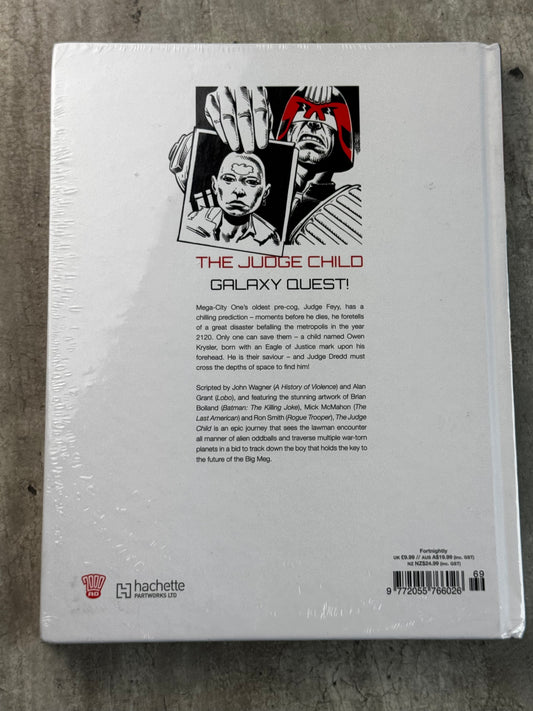 THE JUDGE CHILD
GALAXY QUEST!
Mega-City One's oldest pre-cog, Judge Feyy, has a
chilling prediction – moments before he dies, he foretells
of a great disaster befalling the metropolis in the year
2120. Only one can save them – a child named Owen
Krysler, born with an Eagle of Justice mark upon his
forehead. He is their saviour – and Judge Dredd must
cross the depths of space to find him!
Scripted by John Wagner (A History of Violence) and Alan
Grant (Lobo), and featuring the stunning artwork of Brian
Bolland (Batman: The Killing Joke), Mick McMahon (The
Last American) and Ron Smith (Rogue Trooper), The Judge
Child is an epic journey that sees the lawman encounter
all manner of alien oddballs and traverse multiple war-torn
planets in a bid to track down the boy that holds the key to
the future of the Big Meg.
2000
AD
hachette
PARTWORKS LTD
Fortnightly
UK £9.99 // AUS A$19.99 (inc. GST)
NZ NZ$24.99 (inc. GST)
69
9 772055 766026